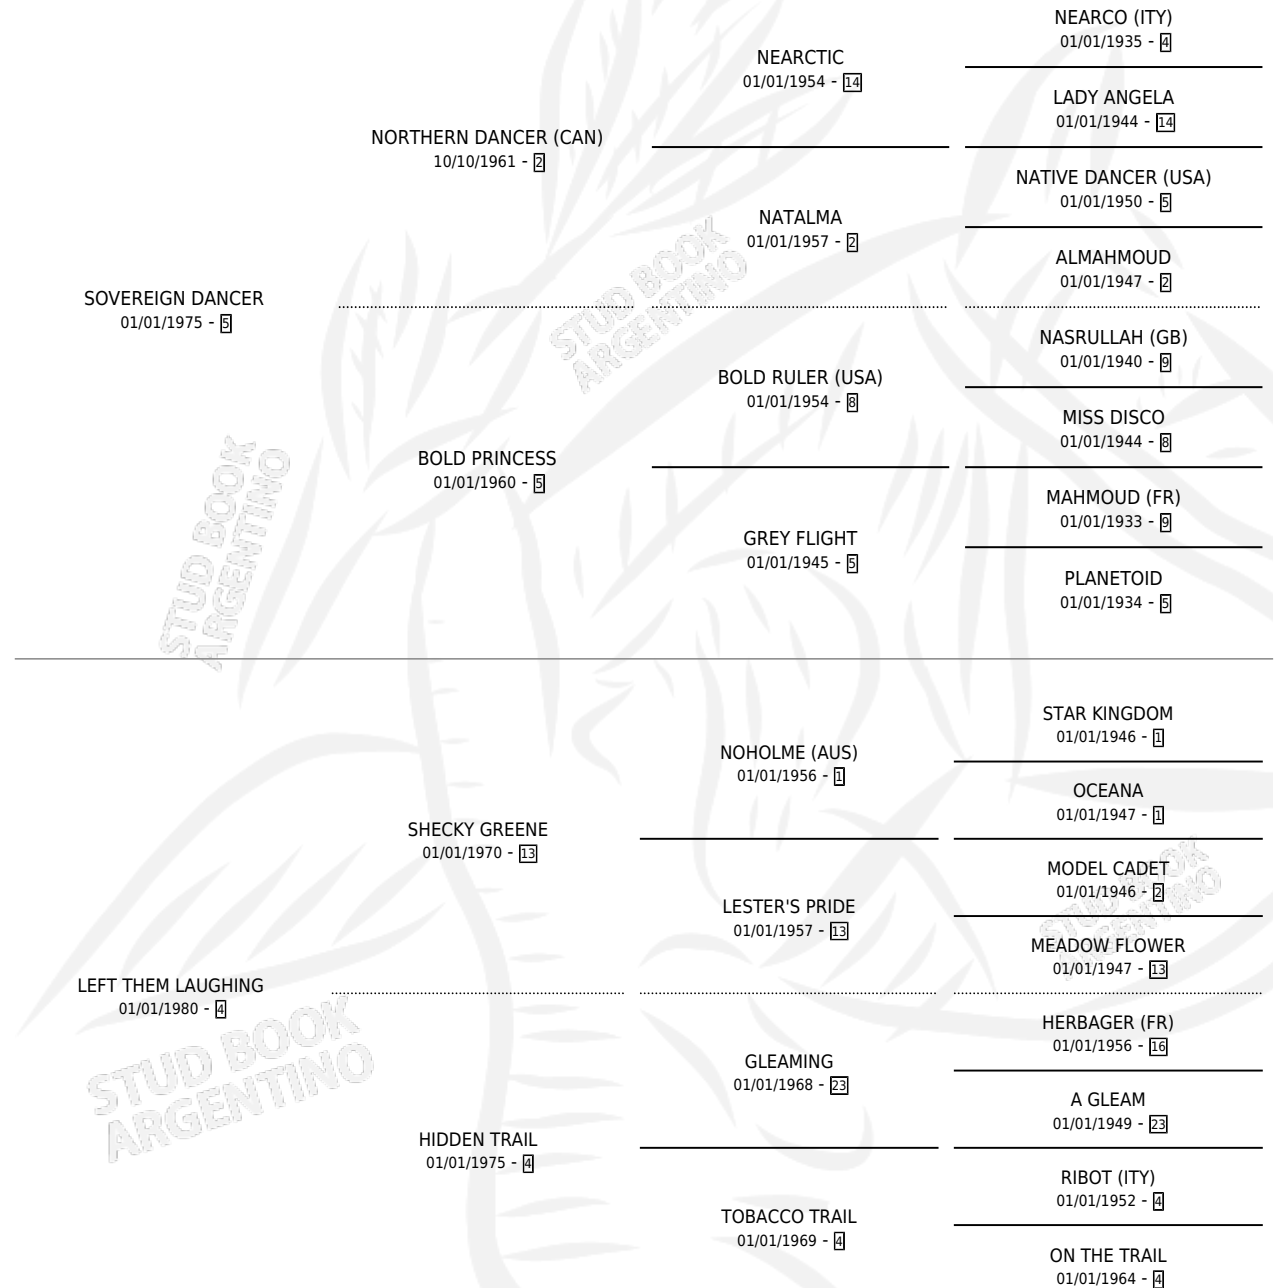 NEARCO (ITY)
01/01/1935 - 4
NEARCTIC
01/01/1954 - 14
LADY ANGELA
01/01/1944 - 14
NORTHERN DANCER (CAN)
10/10/1961 - 2
NATIVE DANCER (USA)
01/01/1950 - 5
NATALMA
01/01/1957 - 2
ALMAHMOUD
01/01/1947 - 2
SOVEREIGN DANCER
01/01/1975 - 5
NASRULLAH (GB)
01/01/1940 - 9
BOLD RULER (USA)
01/01/1954 - 8
MISS DISCO
01/01/1944 - 8
BOLD PRINCESS
01/01/1960 - 5
MAHMOUD (FR)
01/01/1933 - 9
GREY FLIGHT
01/01/1945 - 5
PLANETOID
01/01/1934 - 5
STAR KINGDOM
01/01/1946 - 1
NOHOLME (AUS)
01/01/1956 - 1
OCEANA
01/01/1947 - 1
SHECKY GREENE
01/01/1970 - 13
MODEL CADET
01/01/1946 - 2
LESTER'S PRIDE
01/01/1957 - 13
MEADOW FLOWER
01/01/1947 - 13
LEFT THEM LAUGHING
01/01/1980 - 4
HERBAGER (FR)
01/01/1956 - 16
GLEAMING
01/01/1968 - 23
A GLEAM
01/01/1949 - 23
HIDDEN TRAIL
01/01/1975 - 4
RIBOT (ITY)
01/01/1952 - 4
TOBACCO TRAIL
01/01/1969 - 4
ON THE TRAIL
01/01/1964 - 4
STUD BOOK
ARGENTINO
STUD BOOK
ARGENTINO
STUD BOOK
ARGENTINO
STUD BOOK
ARGENTINO